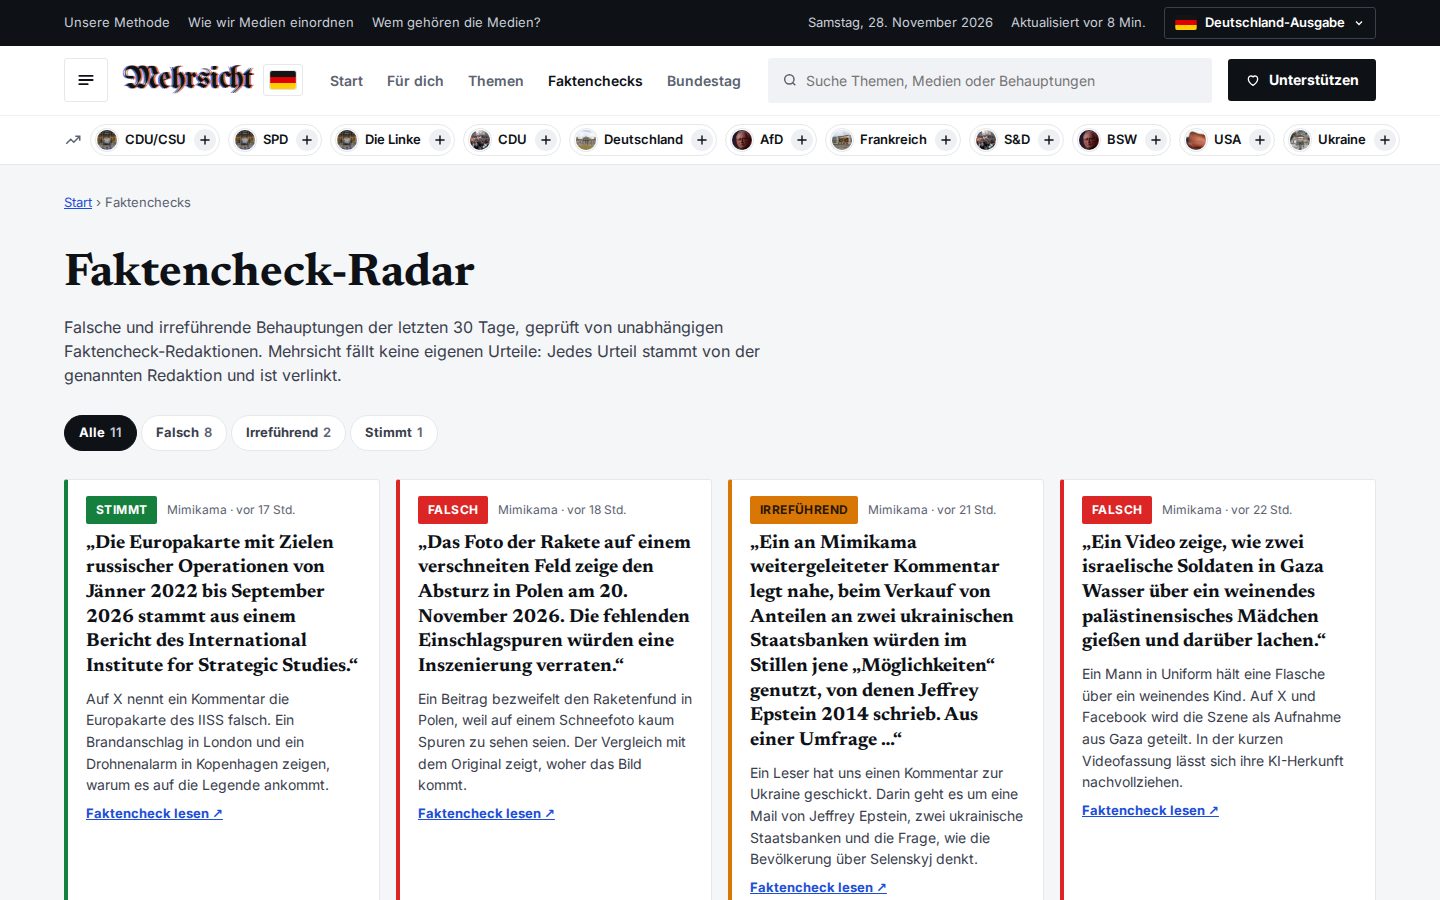 Unsere Methode Wie wir Medien einordnen Wem gehören die Medien? Samstag, 28. November 2026 Aktualisiert vor 8 Min. Deutschland-Ausgabe
Mehrsicht Start Für dich Themen Faktenchecks Bundestag Suche Themen, Medien oder Behauptungen Unterstützen
CDU/CSU + SPD + Die Linke + CDU + Deutschland + AfD + Frankreich + S&D + BSW + USA + Ukraine +
Start › Faktenchecks
Faktencheck-Radar
Falsche und irreführende Behauptungen der letzten 30 Tage, geprüft von unabhängigen
Faktencheck-Redaktionen. Mehrsicht fällt keine eigenen Urteile: Jedes Urteil stammt von der
genannten Redaktion und ist verlinkt.
Alle 11 Falsch 8 Irreführend 2 Stimmt 1
STIMMT Mimikama · vor 17 Std.
„Die Europakarte mit Zielen
russischer Operationen von
Jänner 2022 bis September
2026 stammt aus einem
Bericht des International
Institute for Strategic Studies.“
Auf X nennt ein Kommentar die
Europakarte des IISS falsch. Ein
Brandanschlag in London und ein
Drohnenalarm in Kopenhagen zeigen,
warum es auf die Legende ankommt.
Faktencheck lesen ↗
FALSCH Mimikama · vor 18 Std.
„Das Foto der Rakete auf einem
verschneiten Feld zeige den
Absturz in Polen am 20.
November 2026. Die fehlenden
Einschlagspuren würden eine
Inszenierung verraten.“
Ein Beitrag bezweifelt den Raketenfund in
Polen, weil auf einem Schneefoto kaum
Spuren zu sehen seien. Der Vergleich mit
dem Original zeigt, woher das Bild
kommt.
Faktencheck lesen ↗
IRREFÜHREND Mimikama · vor 21 Std.
„Ein an Mimikama
weitergeleiteter Kommentar
legt nahe, beim Verkauf von
Anteilen an zwei ukrainischen
Staatsbanken würden im
Stillen jene „Möglichkeiten“
genutzt, von denen Jeffrey
Epstein 2014 schrieb. Aus
einer Umfrage ...“
Ein Leser hat uns einen Kommentar zur
Ukraine geschickt. Darin geht es um eine
Mail von Jeffrey Epstein, zwei ukrainische
Staatsbanken und die Frage, wie die
Bevölkerung über Selenskyj denkt.
Faktencheck lesen ↗
FALSCH Mimikama · vor 22 Std.
„Ein Video zeige, wie zwei
israelische Soldaten in Gaza
Wasser über ein weinendes
palästinensisches Mädchen
gießen und darüber lachen.“
Ein Mann in Uniform hält eine Flasche
über ein weinendes Kind. Auf X und
Facebook wird die Szene als Aufnahme
aus Gaza geteilt. In der kurzen
Videofassung lässt sich ihre KI-Herkunft
nachvollziehen.
Faktencheck lesen ↗